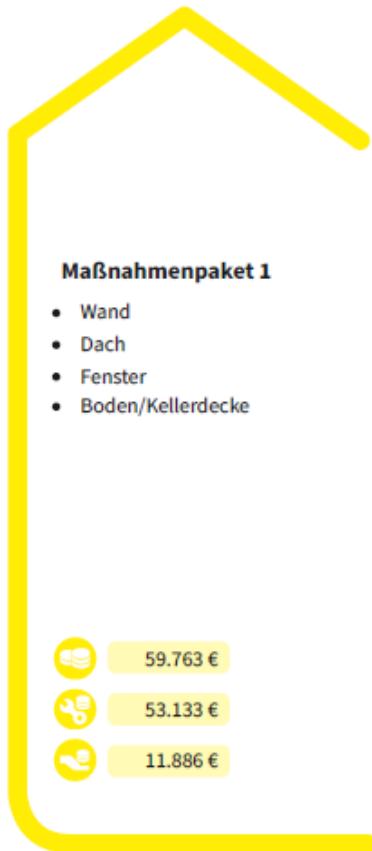 Maßnahmenpaket 1
• Wand
• Dach
• Fenster
• Boden/Kellerdecke
59.763 €
53.133 €
11.886 €